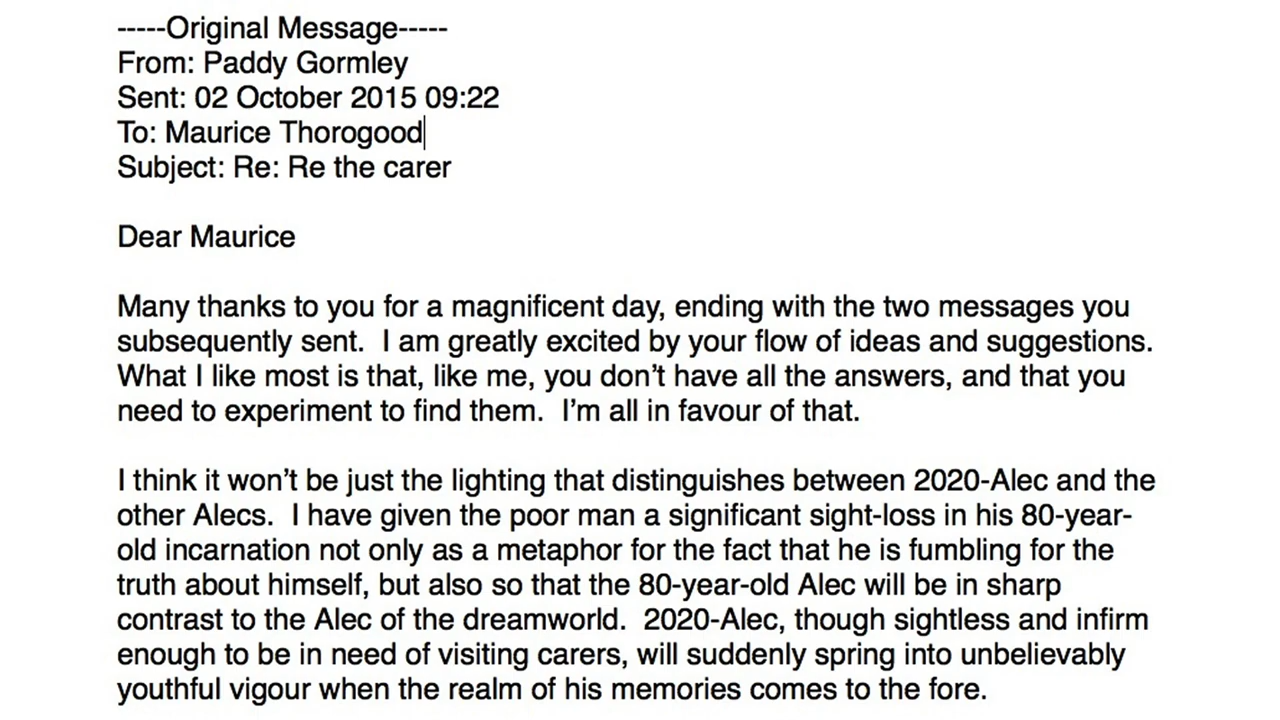 -----Original Message-----
From: Paddy Gormley
Sent: 02 October 2015 09:22
To: Maurice Thorogood
Subject: Re: Re the carer
Dear Maurice
Many thanks to you for a magnificent day, ending with the two messages you
subsequently sent.  I am greatly excited by your flow of ideas and suggestions.
What I like most is that, like me, you don’t have all the answers, and that you
need to experiment to find them.  I’m all in favour of that.
I think it won’t be just the lighting that distinguishes between 2020-Alec and the
other Alecs.  I have given the poor man a significant sight-loss in his 80-year-
old incarnation not only as a metaphor for the fact that he is fumbling for the
truth about himself, but also so that the 80-year-old Alec will be in sharp
contrast to the Alec of the dreamworld.  2020-Alec, though sightless and infirm
enough to be in need of visiting carers, will suddenly spring into unbelievably
youthful vigour when the realm of his memories comes to the fore.